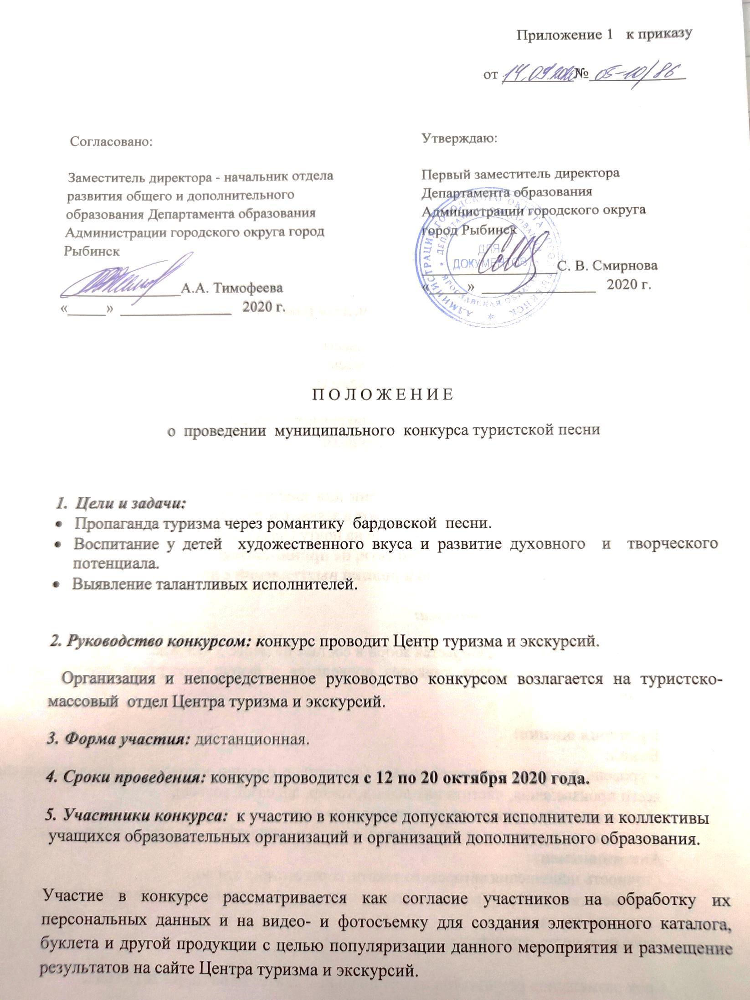 Приложение 1 к приказу
от 14.09.2020 № 05-10/86
Согласовано:
Заместитель директора - начальник отдела
развития общего и дополнительного
образования Департамента образования
Администрации городского округа город
Рыбинск
А.А. Тимофеева
«_____» ______________ 2020 г.
Утверждаю:
Первый заместитель директора
Департамента образования
Администрации городского округа
город Рыбинск
С. В. Смирнова
«_____» ______________ 2020 г.
АДМИНИСТРАЦИЯ ГОРОДСКОГО ОКРУГА ГОРОД РЫБИНСК
ДЕПАРТАМЕНТ ОБРАЗОВАНИЯ
ЯРОСЛАВСКАЯ ОБЛАСТЬ
ДЛЯ
ДОКУМЕНТОВ
П О Л О Ж Е Н И Е
о проведении муниципального конкурса туристской песни
1. Цели и задачи:
• Пропаганда туризма через романтику бардовской песни.
• Воспитание у детей художественного вкуса и развитие духовного и творческого
потенциала.
• Выявление талантливых исполнителей.
2. Руководство конкурсом: конкурс проводит Центр туризма и экскурсий.
Организация и непосредственное руководство конкурсом возлагается на туристско-
массовый отдел Центра туризма и экскурсий.
3. Форма участия: дистанционная.
4. Сроки проведения: конкурс проводится с 12 по 20 октября 2020 года.
5. Участники конкурса: к участию в конкурсе допускаются исполнители и коллективы
учащихся образовательных организаций и организаций дополнительного образования.
Участие в конкурсе рассматривается как согласие участников на обработку их
персональных данных и на видео- и фотосъемку для создания электронного каталога,
буклета и другой продукции с целью популяризации данного мероприятия и размещение
результатов на сайте Центра туризма и экскурсий.